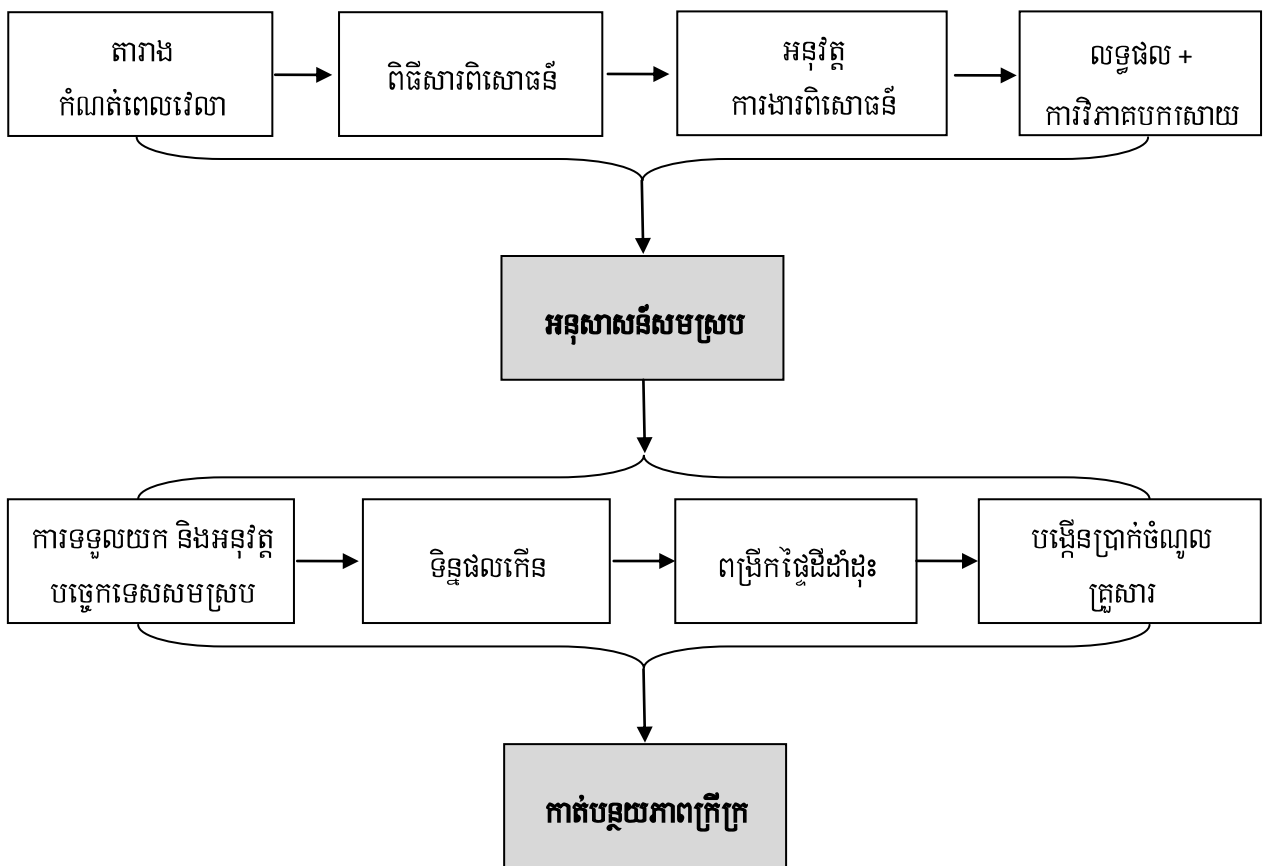 តារាង
កំណត់ពេលវេលា
ពិធីសារពិសោធន៍
អនុវត្ត
ការងារពិសោធន៍
លទ្ធផល +
ការវិភាគបកស្រាយ
អនុសាសន៍សមស្រប
ការទទួលយក និងអនុវត្ត
បច្ចេកទេសសមស្រប
ទិន្នផលកើន
ពង្រីកផ្ទៃដីដាំដុះ
បង្កើនប្រាក់ចំណូល
គ្រួសារ
កាត់បន្ថយភាពក្រីក្រ